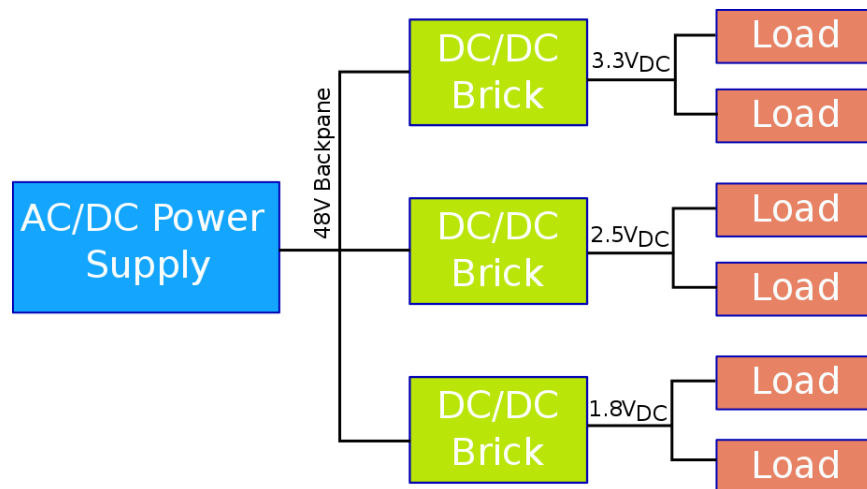 AC/DC Power
Supply
48V Backpane
DC/DC
Brick
3.3VDC
Load
Load
DC/DC
Brick
2.5VDC
Load
Load
DC/DC
Brick
1.8VDC
Load
Load